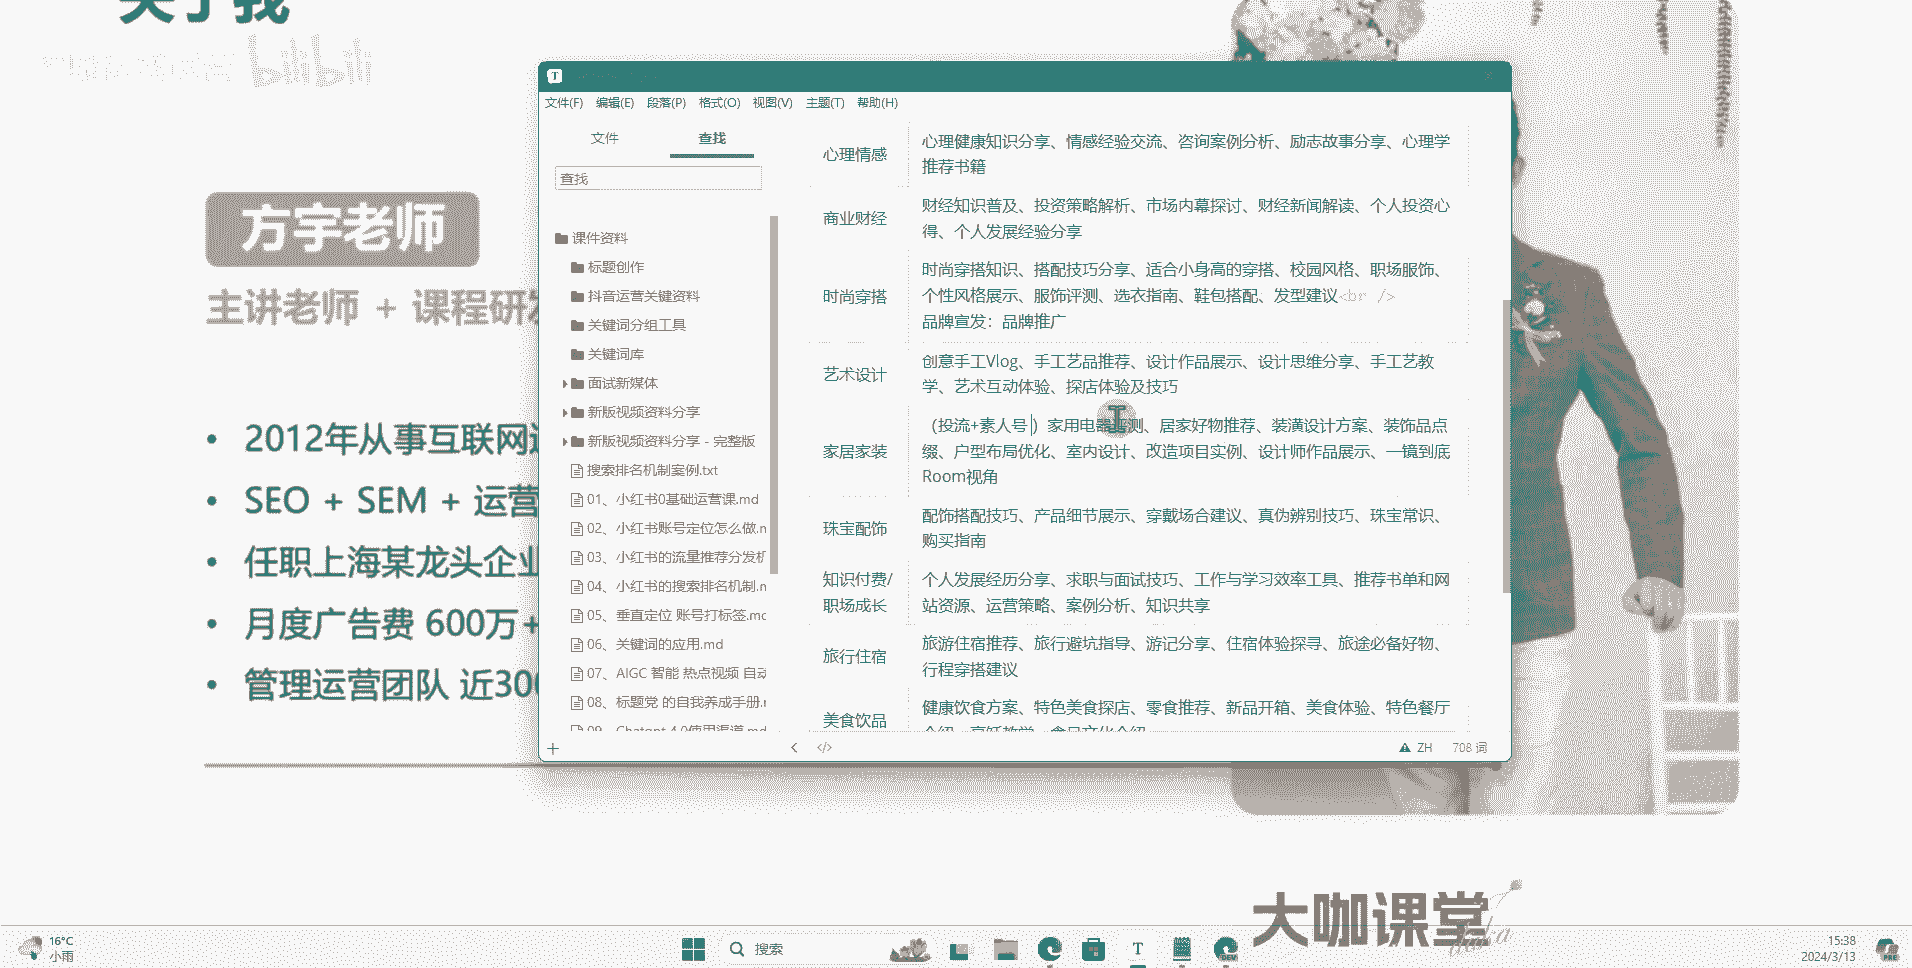 关于我
bilibili
方宇老师
主讲老师 + 课程研发
2012年从事互联网运
SEO + SEM + 运营
任职上海某龙头企业
月度广告费 600万+
管理运营团队 近300
文件(F) 编辑(E) 段落(P) 格式(O) 视图(V) 主题(T) 帮助(H)
文件 查找
查找
课件资料
标题创作
抖音运营关键资料
关键词分组工具
关键词库
面试新媒体
新版视频资料分享
新版视频资料分享 - 完整版
搜索排名机制案例.txt
01、小红书0基础运营课.md
02、小红书账号定位怎么做.m
03、小红书的流量推荐分发机
04、小红书的搜索排名机制.m
05、垂直定位 账号打标签.md
06、关键词的应用.md
07、AIGC 智能 热点视频 自动
08、标题党 的自我养成手册.m
09、Chatgpt 4.0使用渠道.md
心理情感
心理健康知识分享、情感经验交流、咨询案例分析、励志故事分享、心理学
推荐书籍
商业财经
财经知识普及、投资策略解析、市场内幕探讨、财经新闻解读、个人投资心
得、个人发展经验分享
时尚穿搭
时尚穿搭知识、搭配技巧分享、适合小身高的穿搭、校园风格、职场服饰、
个性风格展示、服饰评测、选衣指南、鞋包搭配、发型建议<br />
品牌宣发：品牌推广
艺术设计
创意手工Vlog、手工艺品推荐、设计作品展示、设计思维分享、手工艺教
学、艺术互动体验、探店体验及技巧
家居家装
（投流+素人号）家用电器评测、居家好物推荐、装潢设计方案、装饰品点
缀、户型布局优化、室内设计、改造项目实例、设计师作品展示、一镜到底
Room视角
珠宝配饰
配饰搭配技巧、产品细节展示、穿戴场合建议、真伪辨别技巧、珠宝常识、
购买指南
知识付费/
职场成长
个人发展经历分享、求职与面试技巧、工作与学习效率工具、推荐书单和网
站资源、运营策略、案例分析、知识共享
旅行住宿
旅游住宿推荐、旅行避坑指导、游记分享、住宿体验探寻、旅途必备好物、
行程穿搭建议
美食饮品
健康饮食方案、特色美食探店、零食推荐、新品开箱、美食体验、特色餐厅
介绍、烹饪教学、食品文化介绍
ZH 708 词
大咖课堂
daka
16°C
小雨
搜索
DEV
15:38
2024/3/13
PRE